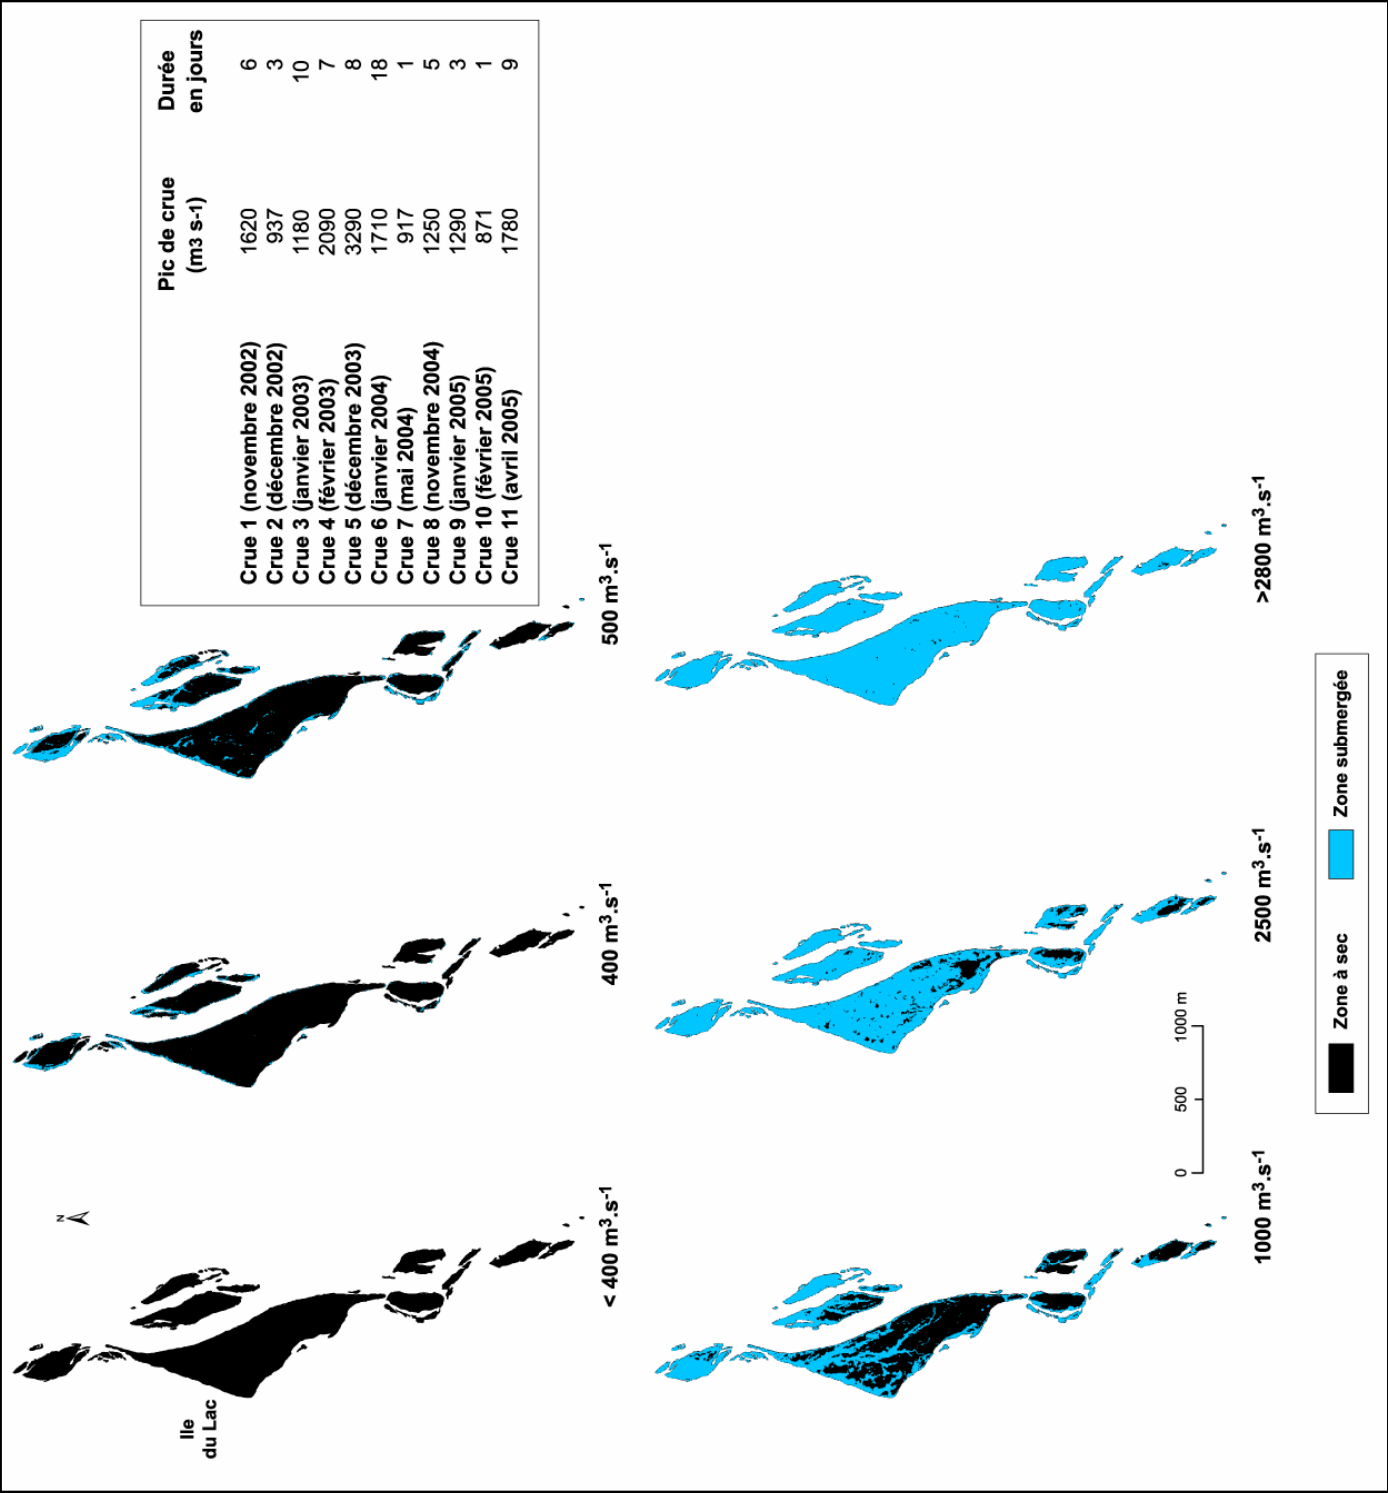 Pic de crue Durée
(m3 s-1) en jours
Crue 1 (novembre 2002) 1620 6
Crue 2 (décembre 2002) 937 3
Crue 3 (janvier 2003) 1180 10
Crue 4 (février 2003) 2090 7
Crue 5 (décembre 2003) 3290 8
Crue 6 (janvier 2004) 1710 18
Crue 7 (mai 2004) 917 1
Crue 8 (novembre 2004) 1250 5
Crue 9 (janvier 2005) 1290 3
Crue 10 (février 2005) 871 1
Crue 11 (avril 2005) 1780 9
N
Ile
du Lac
< 400 m³.s⁻¹
400 m³.s⁻¹
500 m³.s⁻¹
0 500 1000 m
1000 m³.s⁻¹
2500 m³.s⁻¹
>2800 m³.s⁻¹
Zone à sec
Zone submergée